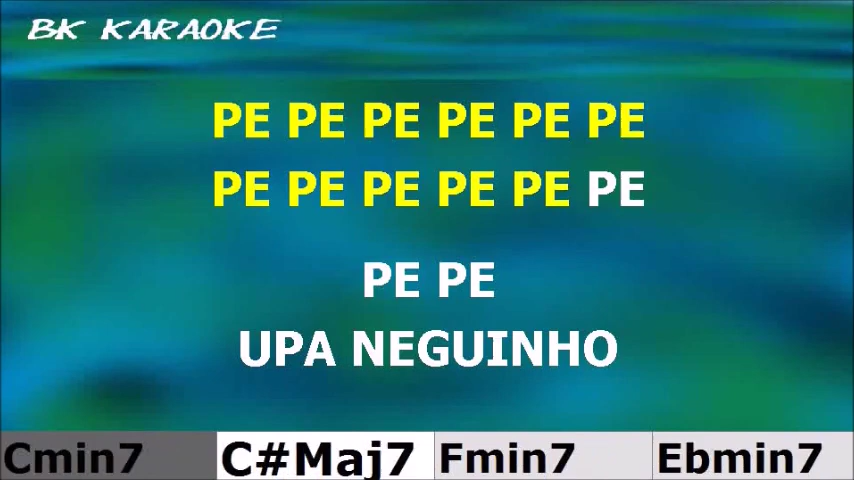 BK KARAOKE
PE PE PE PE PE PE
PE PE PE PE PE PE
PE PE
UPA NEGUINHO
Cmin7 C#Maj7 Fmin7 Ebmin7